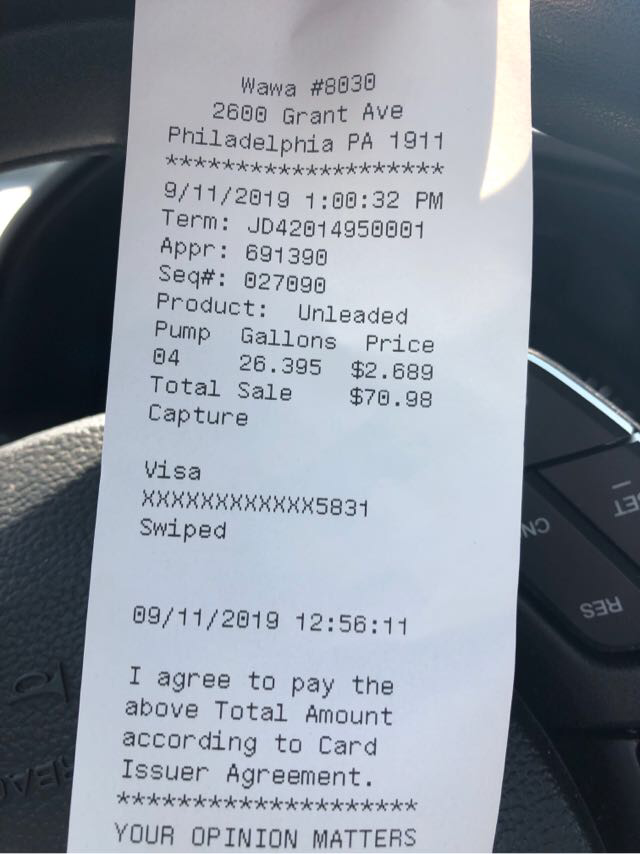 Wawa #8030
2600 Grant Ave
Philadelphia PA 1911
********************
9/11/2019 1:00:32 PM
Term: JD42014950001
Appr: 691390
Seq#: 027090
Product: Unleaded
Pump Gallons Price
04 26.395 $2.689
Total Sale $70.98
Capture
Visa
XXXXXXXXXXXX5831
Swiped
09/11/2019 12:56:11
I agree to pay the
above Total Amount
according to Card
Issuer Agreement.
*********************
YOUR OPINION MATTERS
CN
RES